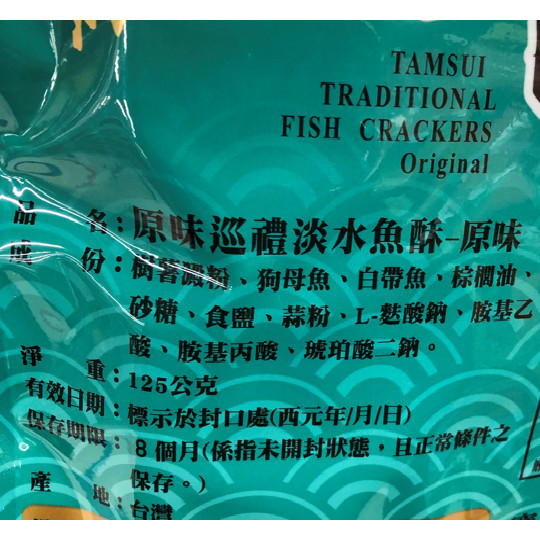 TAMSUI
TRADITIONAL
FISH CRACKERS
Original
品名：原味巡禮淡水魚酥-原味
成份：樹薯澱粉、狗母魚、白帶魚、棕櫚油、
砂糖、食鹽、蒜粉、L-麩酸鈉、胺基乙
酸、胺基丙酸、琥珀酸二鈉。
淨重：125公克
有效日期：標示於封口處(西元年/月/日)
保存期限：8個月(係指未開封狀態，且正常條件之
保存。)
產地：台灣